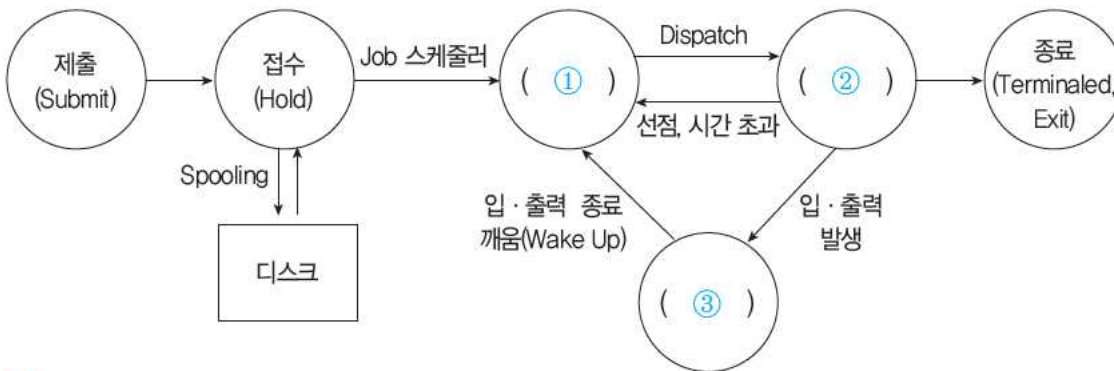 제출
(Submit)
접수
(Hold)
Job 스케줄러
( ① )
Dispatch
선점, 시간 초과
( ② )
종료
(Terminaled,
Exit)
Spooling
디스크
입·출력 종료
깨움(Wake Up)
입·출력
발생
( ③ )